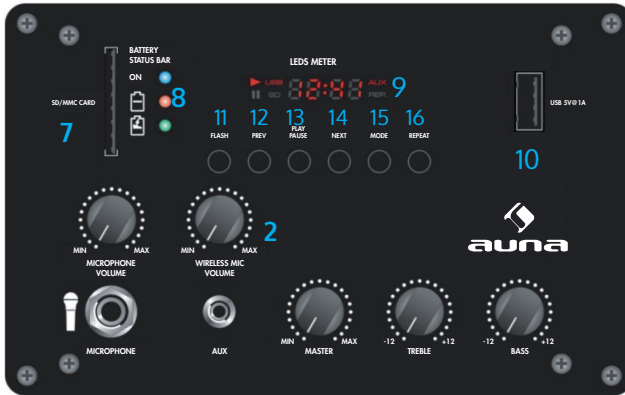 BATTERY
STATUS BAR
ON
SD/MMC CARD
7
8
LEDS METER
USB
SD
12:41
AUX
REP.
9
11
12
13
14
15
16
FLASH
PREV
PLAY
PAUSE
NEXT
MODE
REPEAT
USB 5V@1A
10
auna
MIN
MAX
MICROPHONE
VOLUME
MIN
MAX
WIRELESS MIC
VOLUME
2
MICROPHONE
AUX
MIN
MAX
MASTER
-12
+12
TREBLE
-12
+12
BASS